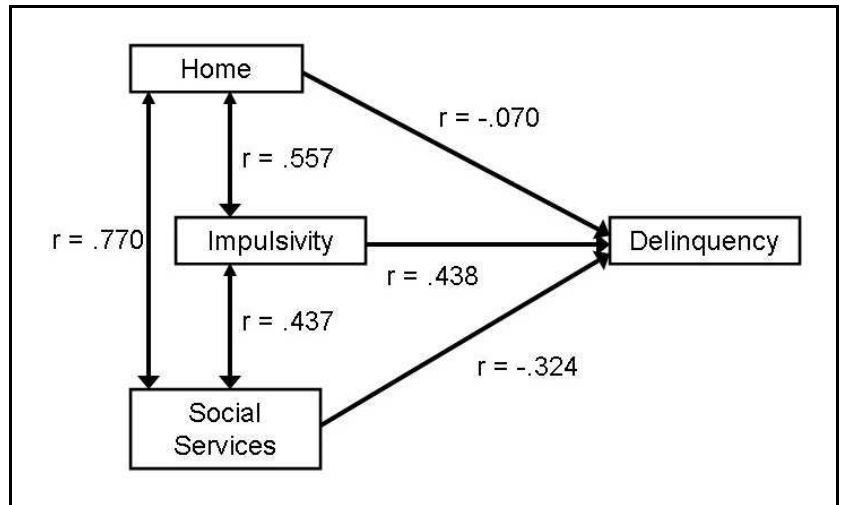 Home
r = -.070
r = .557
Impulsivity
Delinquency
r = .770
r = .438
r = .437
r = -.324
Social
Services